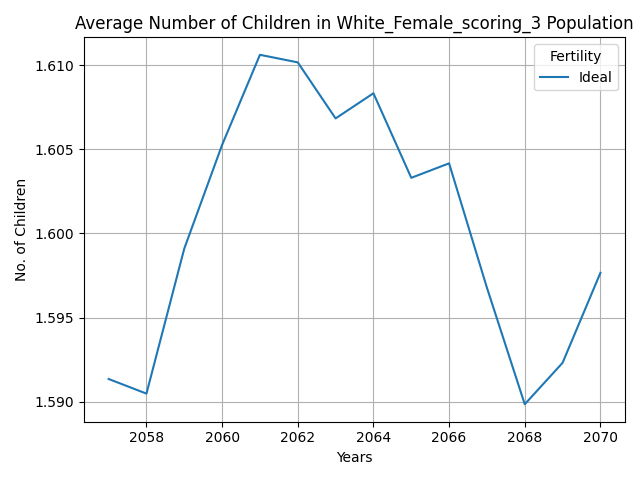 Average Number of Children in White_Female_scoring_3 Population
Fertility
Ideal
1.610
1.605
1.600
1.595
1.590
No. of Children
2058 2060 2062 2064 2066 2068 2070
Years